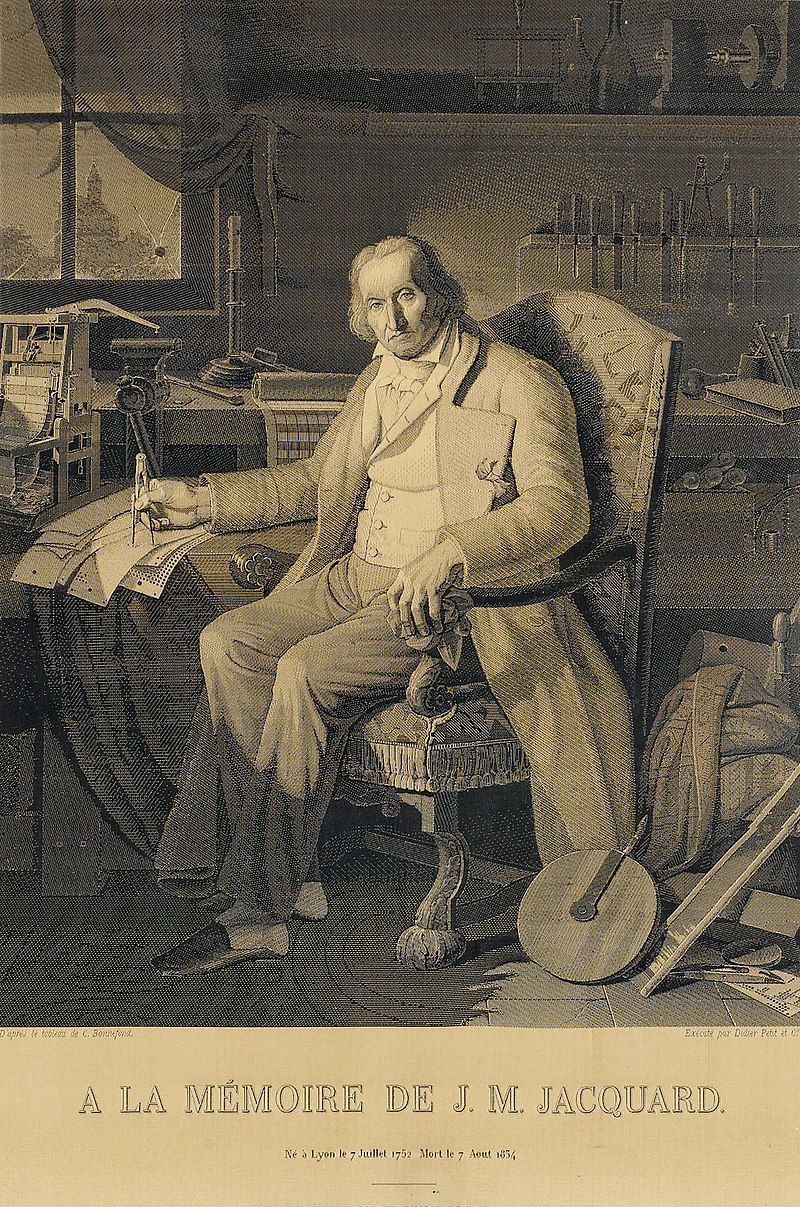 D'après le tableau de C. Bonnefond.
Exécuté par Didier Petit et Cie
A LA MÉMOIRE DE J. M. JACQUARD.
Né à Lyon le 7 Juillet 1752 Mort le 7 Aout 1834